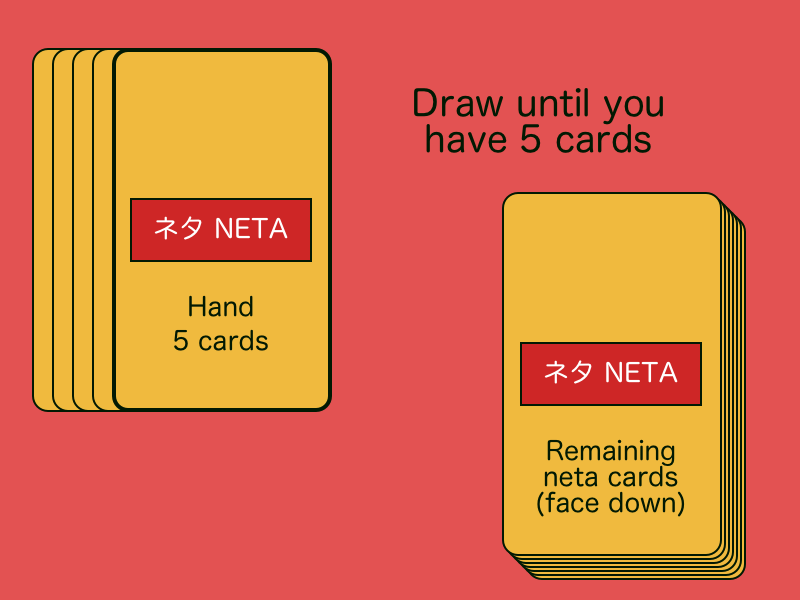 ネタ NETA
Hand
5 cards
Draw until you
have 5 cards
ネタ NETA
Remaining
neta cards
(face down)